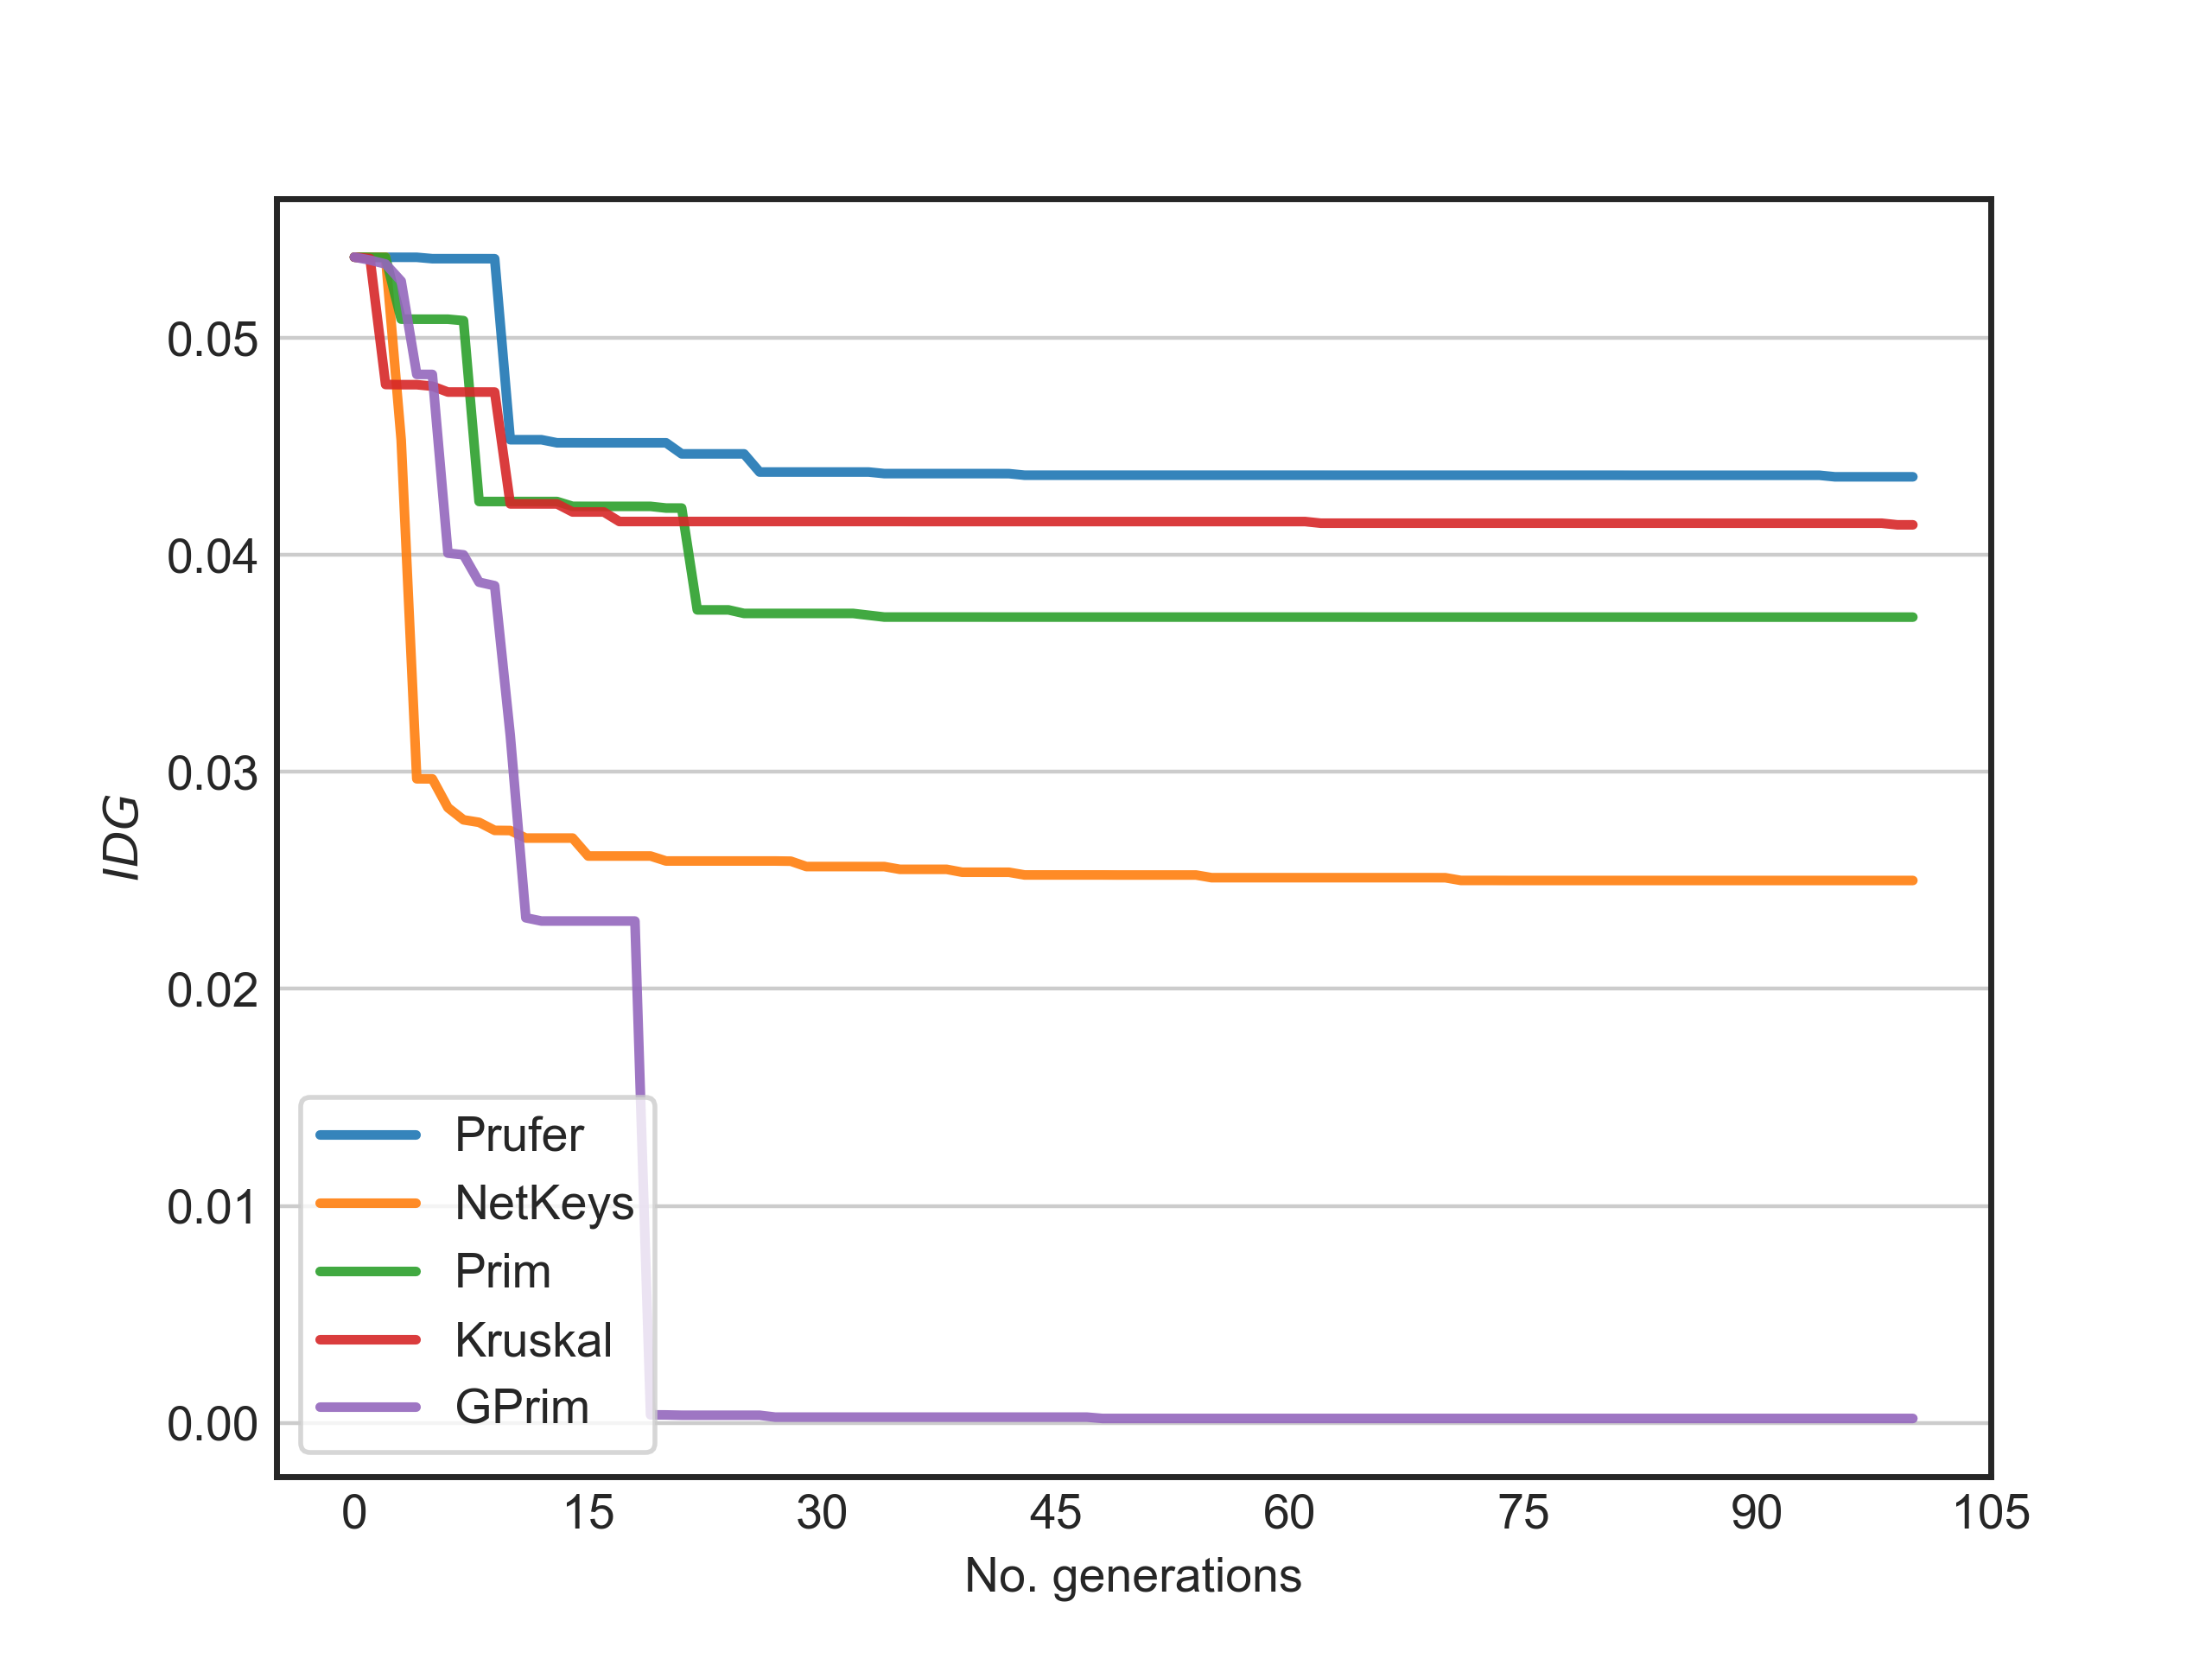 0.05
0.04
0.03
0.02
0.01
0.00
IDG
Prufer
NetKeys
Prim
Kruskal
GPrim
0 15 30 45 60 75 90 105
No. generations